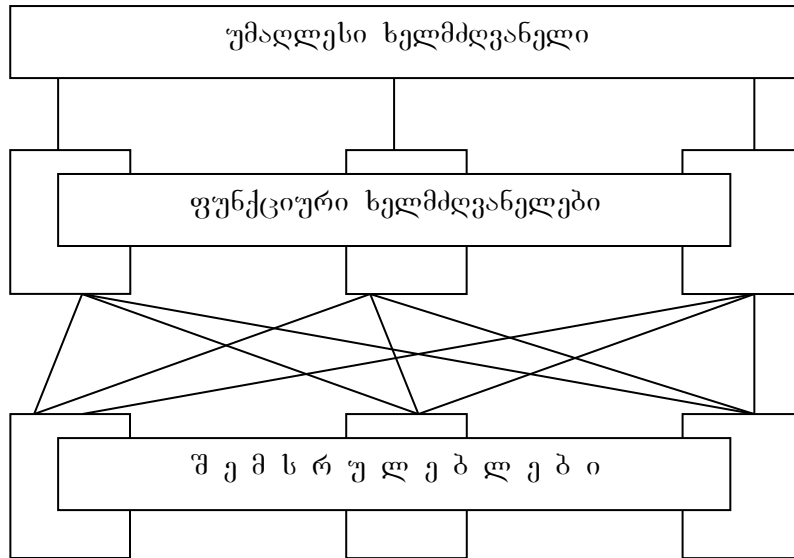 უმაღლესი ხელმძღვანელი
ფუნქციური ხელმძღვანელები
შ ე მ ს რ უ ლ ე ბ ლ ე ბ ი